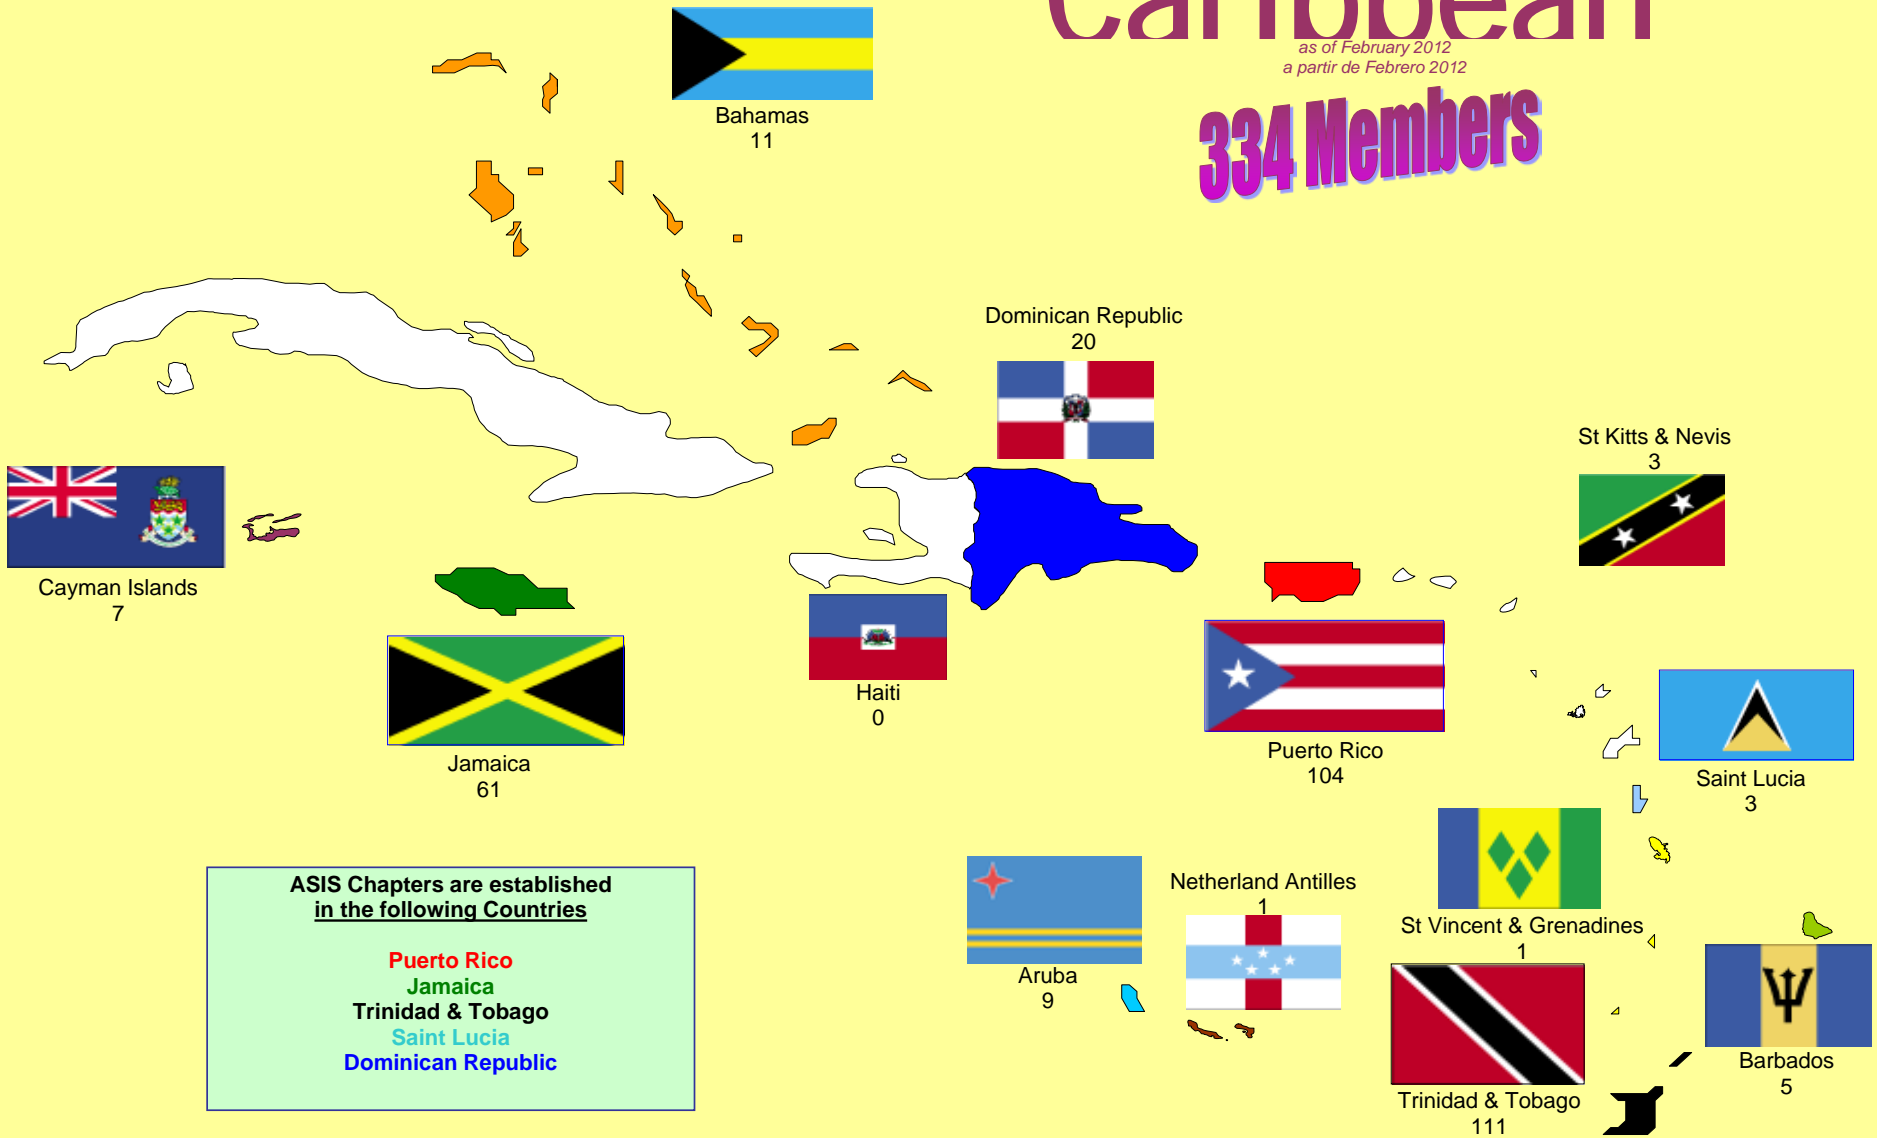 Caribbean
as of February 2012
a partir de Febrero 2012
334 Members
Bahamas
11
Dominican Republic
20
St Kitts & Nevis
3
Cayman Islands
7
Jamaica
61
Haiti
0
Puerto Rico
104
Saint Lucia
3
Netherland Antilles
1
Aruba
9
St Vincent & Grenadines
1
Trinidad & Tobago
111
Barbados
5
ASIS Chapters are established
in the following Countries
Puerto Rico
Jamaica
Trinidad & Tobago
Saint Lucia
Dominican Republic